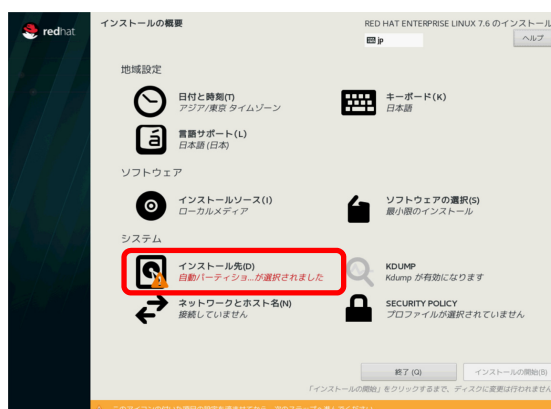 redhat
インストールの概要
RED HAT ENTERPRISE LINUX 7.6 のインストール
jp
ヘルプ
地域設定
日付と時刻(T)
アジア/東京 タイムゾーン
キーボード(K)
日本語
言語サポート(L)
日本語 (日本)
ソフトウェア
インストールソース(I)
ローカルメディア
ソフトウェアの選択(S)
最小限のインストール
システム
インストール先(D)
自動パーティショ...が選択されました
KDUMP
Kdump が有効になります
ネットワークとホスト名(N)
接続していません
SECURITY POLICY
プロファイルが選択されていません
終了 (Q)
インストールの開始(B)
「インストールの開始」をクリックするまで、ディスクに変更は行われません